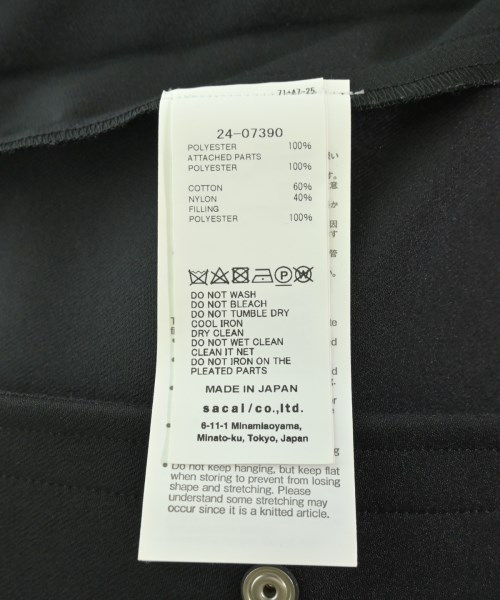 24-07390
POLYESTER 100%
ATTACHED PARTS
POLYESTER 100%
COTTON 60%
NYLON 40%
FILLING
POLYESTER 100%
DO NOT WASH
DO NOT BLEACH
DO NOT TUMBLE DRY
COOL IRON
DRY CLEAN
DO NOT WET CLEAN
CLEAN IT NET
DO NOT IRON ON THE
PLEATED PARTS
MADE IN JAPAN
sacai/co.,ltd.
6-11-1 Minamiaoyama,
Minato-ku, Tokyo, Japan
• Do not keep hanging, but keep flat
when storing to prevent from losing
shape and stretching. Please
understand some stretching may
occur since it is a knitted article.